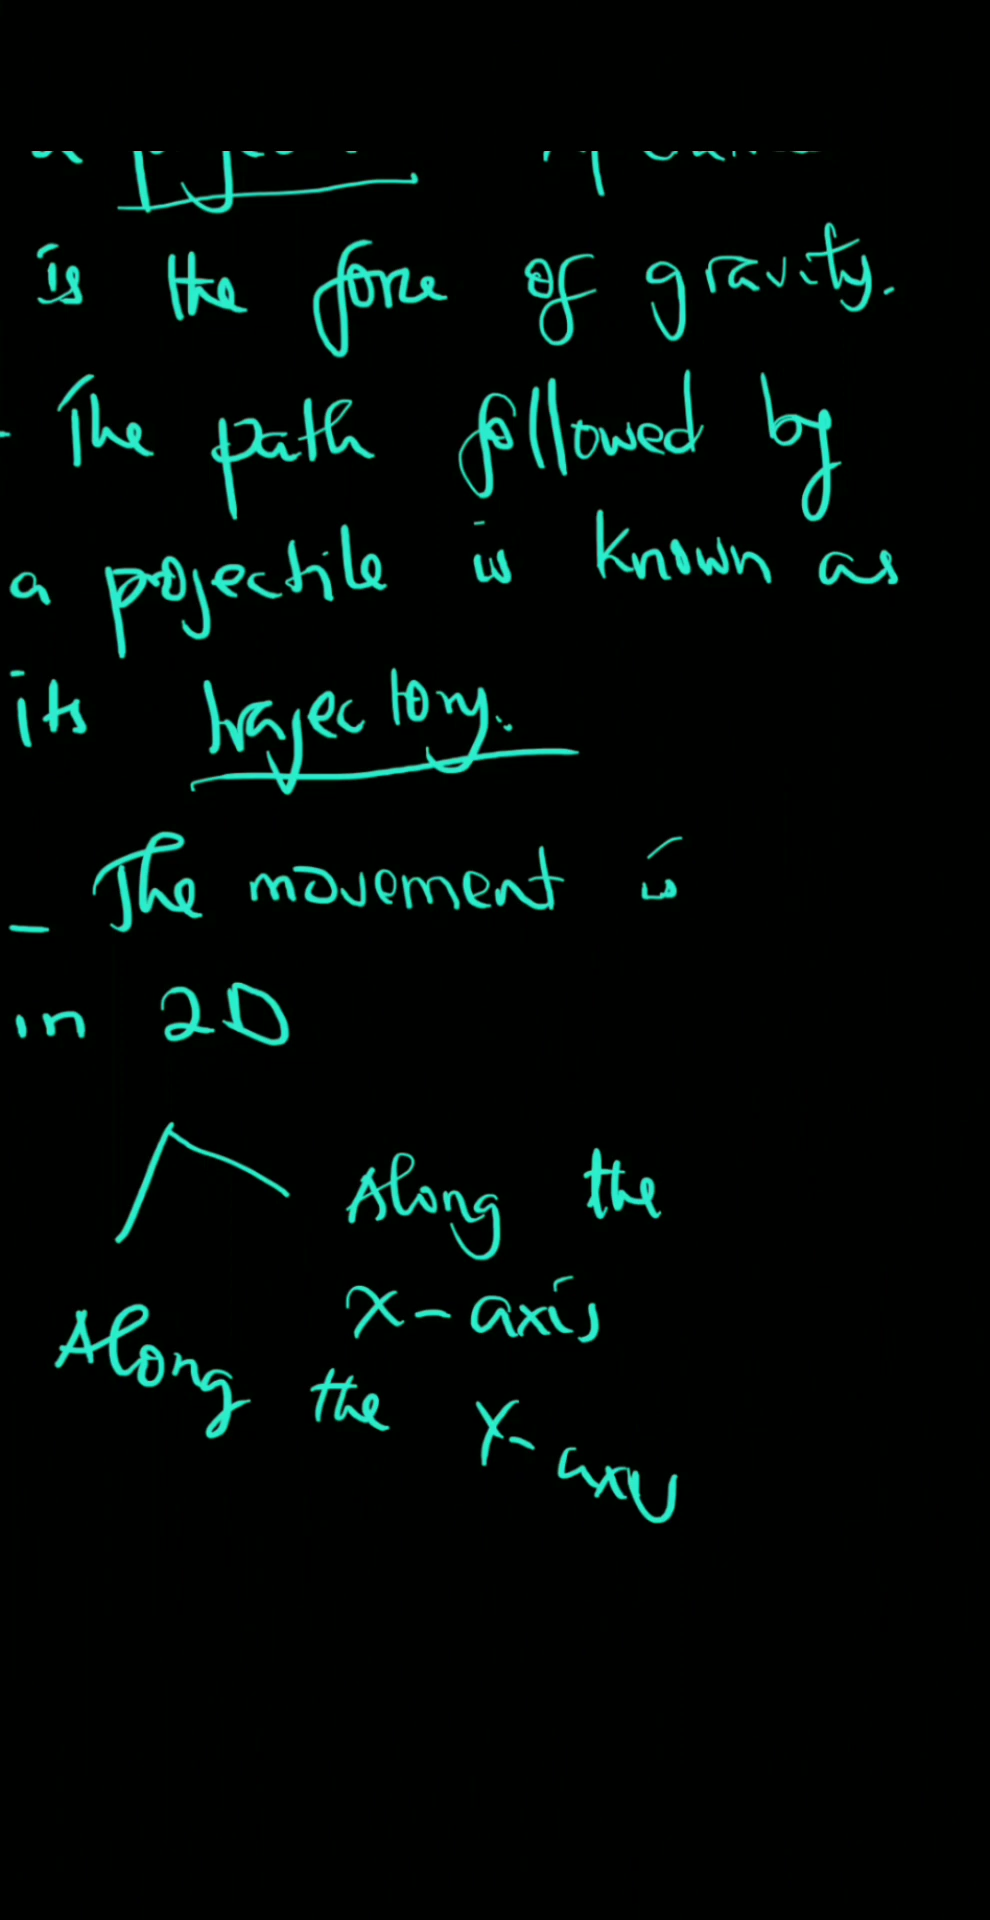 is the force of gravity.
- The path followed by
a projectile is known as
its trajectory.
- The movement is
in 2D
Along the
x-axis
Along the Y-axis